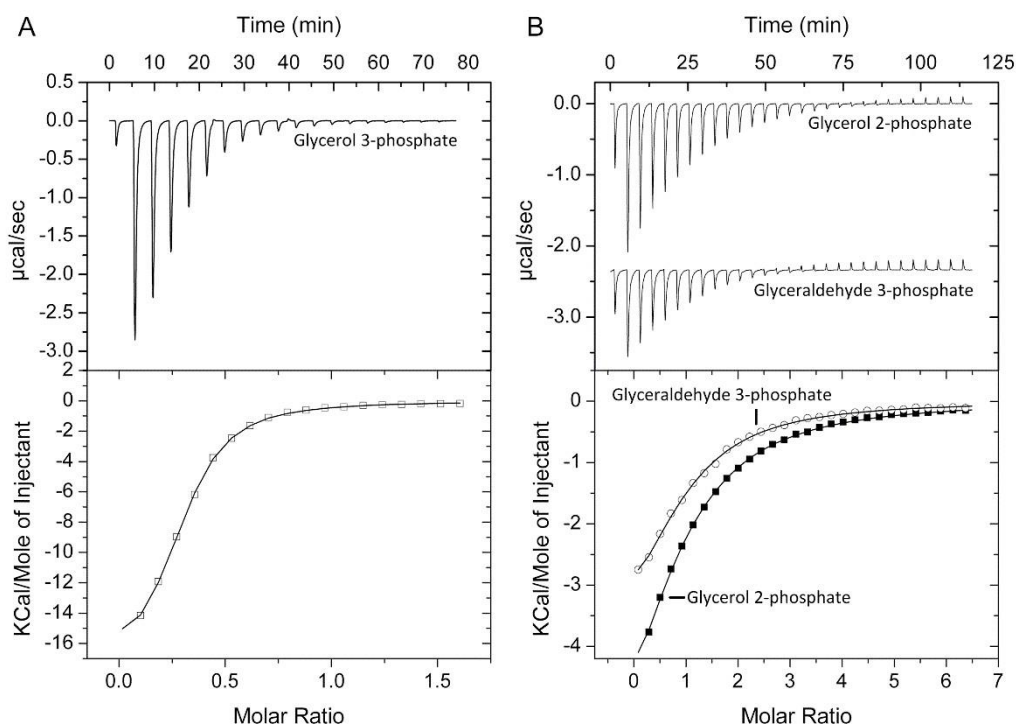 A
Time (min)
0 10 20 30 40 50 60 70 80
0.5
0.0
-0.5
-1.0
-1.5
-2.0
-2.5
-3.0
µcal/sec
Glycerol 3-phosphate
2
0
-2
-4
-6
-8
-10
-12
-14
-16
KCal/Mole of Injectant
0.0 0.5 1.0 1.5
Molar Ratio
B
Time (min)
0 25 50 75 100 125
0.0
-1.0
-2.0
-3.0
µcal/sec
Glycerol 2-phosphate
Glyceraldehyde 3-phosphate
0
-1
-2
-3
-4
KCal/Mole of Injectant
Glyceraldehyde 3-phosphate
Glycerol 2-phosphate
0 1 2 3 4 5 6 7
Molar Ratio